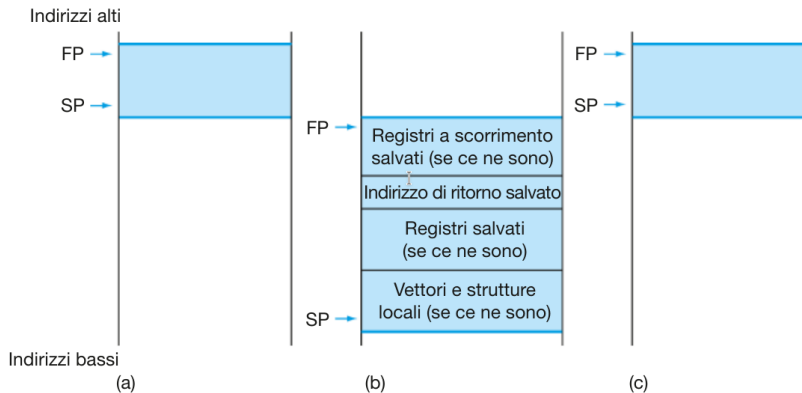 Indirizzi alti
FP
SP
FP
Registri a scorrimento
salvati (se ce ne sono)
Indirizzo di ritorno salvato
Registri salvati
(se ce ne sono)
Vettori e strutture
locali (se ce ne sono)
SP
FP
SP
Indirizzi bassi
(a)
(b)
(c)